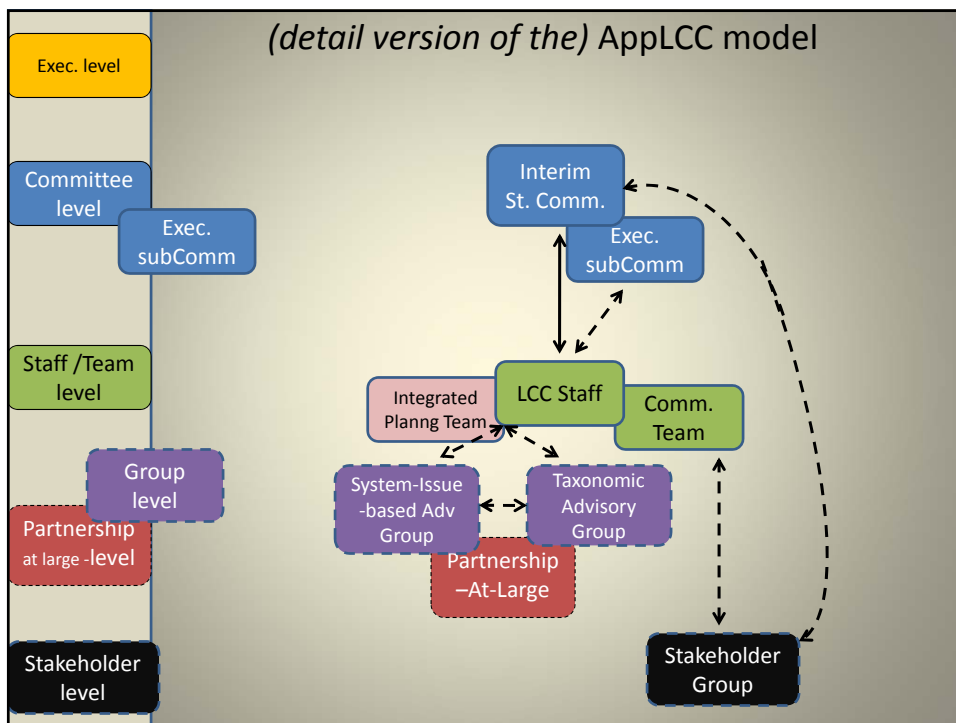 (detail version of the) AppLCC model
Exec. level
Committee
level
Exec.
subComm
Staff /Team
level
Group
level
Partnership
at large -level
Stakeholder
level
Interim
St. Comm.
Exec.
subComm
Integrated
Planng Team
LCC Staff
Comm.
Team
System-Issue
-based Adv
Group
Taxonomic
Advisory
Group
Partnership
–At-Large
Stakeholder
Group